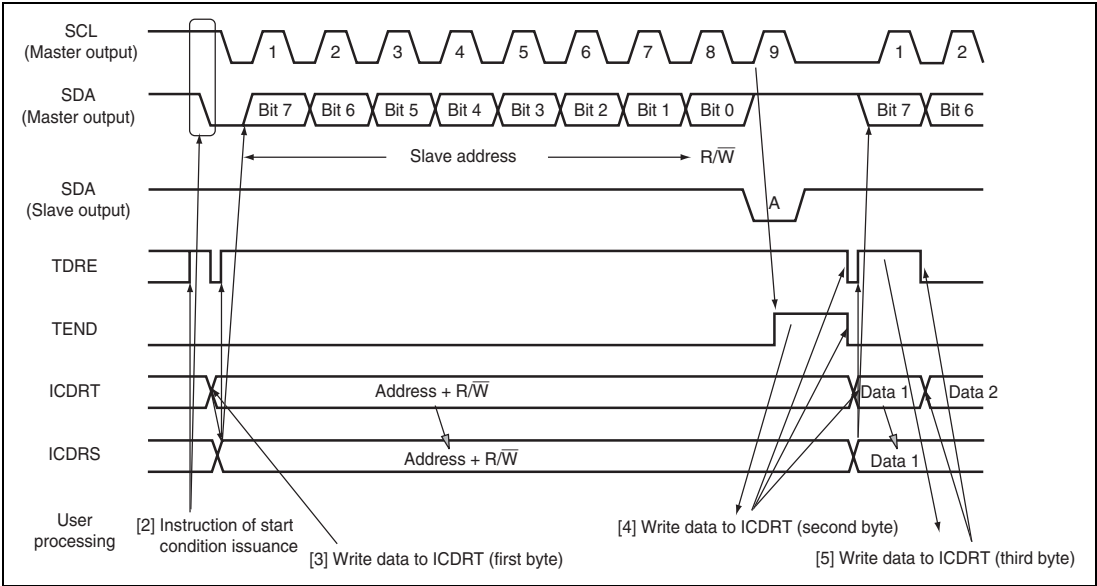 SCL
(Master output)
1 2 3 4 5 6 7 8 9 1 2
SDA
(Master output)
Bit 7 Bit 6 Bit 5 Bit 4 Bit 3 Bit 2 Bit 1 Bit 0 Bit 7 Bit 6
Slave address R/W̅
SDA
(Slave output)
A
TDRE
TEND
ICDRT
Address + R/W̅ Data 1 Data 2
ICDRS
Address + R/W̅ Data 1
User
processing
[2] Instruction of start
condition issuance
[3] Write data to ICDRT (first byte)
[4] Write data to ICDRT (second byte)
[5] Write data to ICDRT (third byte)